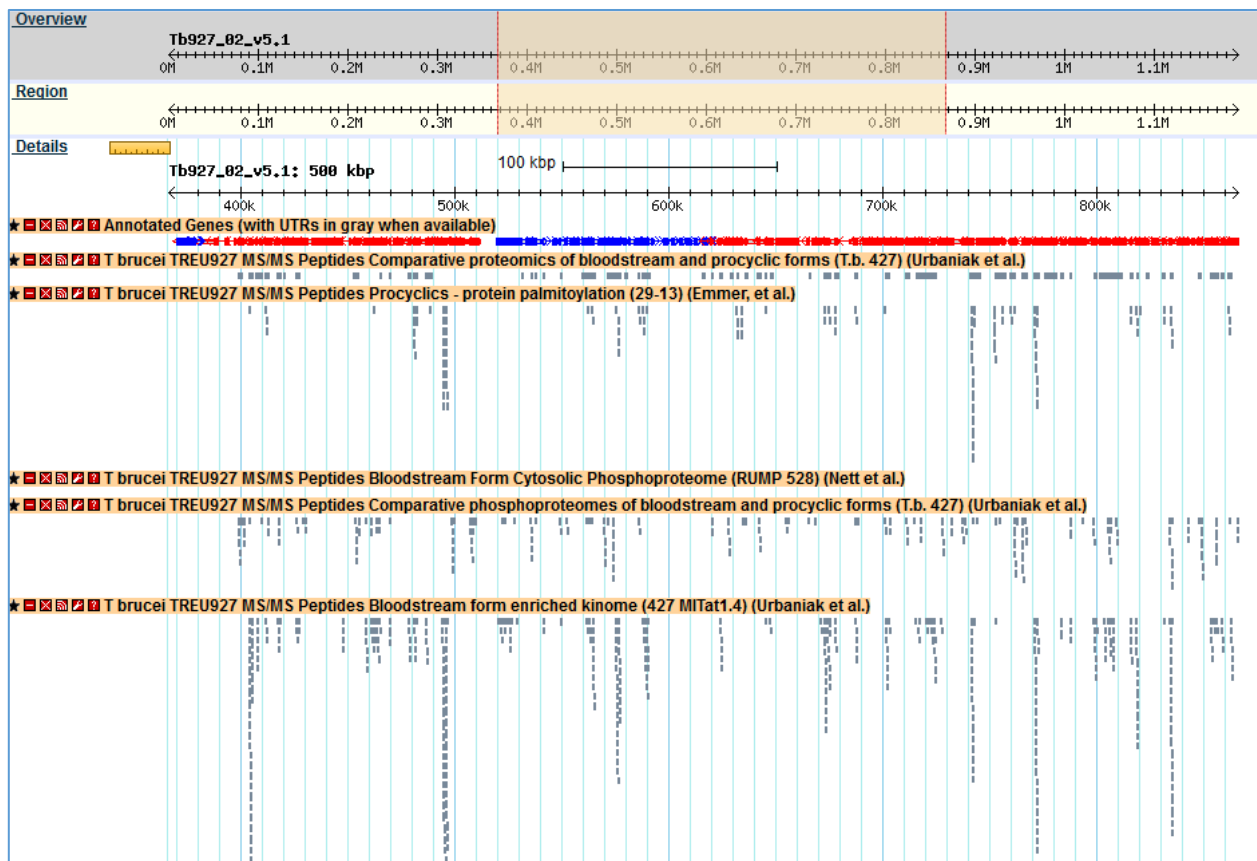 Overview
Tb927_02_v5.1
0M 0.1M 0.2M 0.3M 0.4M 0.5M 0.6M 0.7M 0.8M 0.9M 1M 1.1M
Region
0M 0.1M 0.2M 0.3M 0.4M 0.5M 0.6M 0.7M 0.8M 0.9M 1M 1.1M
Details
100 kbp
Tb927_02_v5.1: 500 kbp
400k 500k 600k 700k 800k
Annotated Genes (with UTRs in gray when available)
T brucei TREU927 MS/MS Peptides Comparative proteomics of bloodstream and procyclic forms (T.b. 427) (Urbaniak et al.)
T brucei TREU927 MS/MS Peptides Procyclics - protein palmitoylation (29-13) (Emmer, et al.)
T brucei TREU927 MS/MS Peptides Bloodstream Form Cytosolic Phosphoproteome (RUMP 528) (Nett et al.)
T brucei TREU927 MS/MS Peptides Comparative phosphoproteomes of bloodstream and procyclic forms (T.b. 427) (Urbaniak et al.)
T brucei TREU927 MS/MS Peptides Bloodstream form enriched kinome (427 MITat1.4) (Urbaniak et al.)